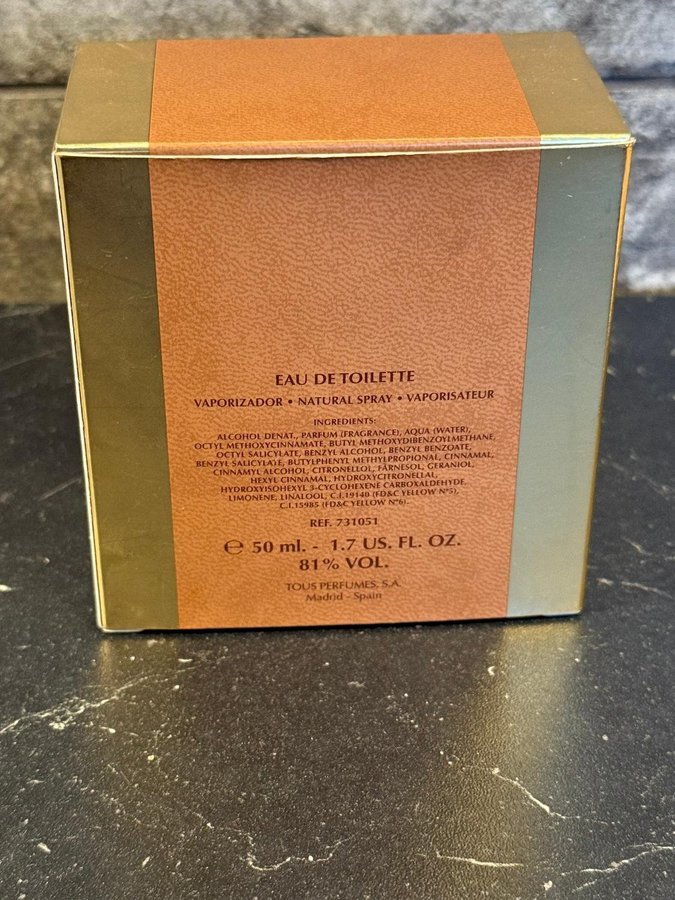 EAU DE TOILETTE
VAPORIZADOR • NATURAL SPRAY • VAPORISATEUR
INGREDIENTS:
ALCOHOL DENAT., PARFUM (FRAGRANCE), AQUA (WATER),
OCTYL METHOXYCINNAMATE, BUTYL METHOXYDIBENZOYLMETHANE,
OCTYL SALICYLATE, BENZYL ALCOHOL, BENZYL BENZOATE,
BENZYL SALICYLATE, BUTYLPHENYL METHYLPROPIONAL, CINNAMAL,
CINNAMYL ALCOHOL, CITRONELLOL, FARNESOL, GERANIOL,
HEXYL CINNAMAL, HYDROXYCITRONELLAL,
HYDROXYISOHEXYL 3-CYCLOHEXENE CARBOXALDEHYDE,
LIMONENE, LINALOOL, C.I.19140 (FD&C YELLOW Nº5),
C.I.15985 (FD&C YELLOW Nº6)
REF. 731051
℮ 50 ml. - 1.7 US. FL. OZ.
81% VOL.
TOUS PERFUMES, S.A.
Madrid - Spain